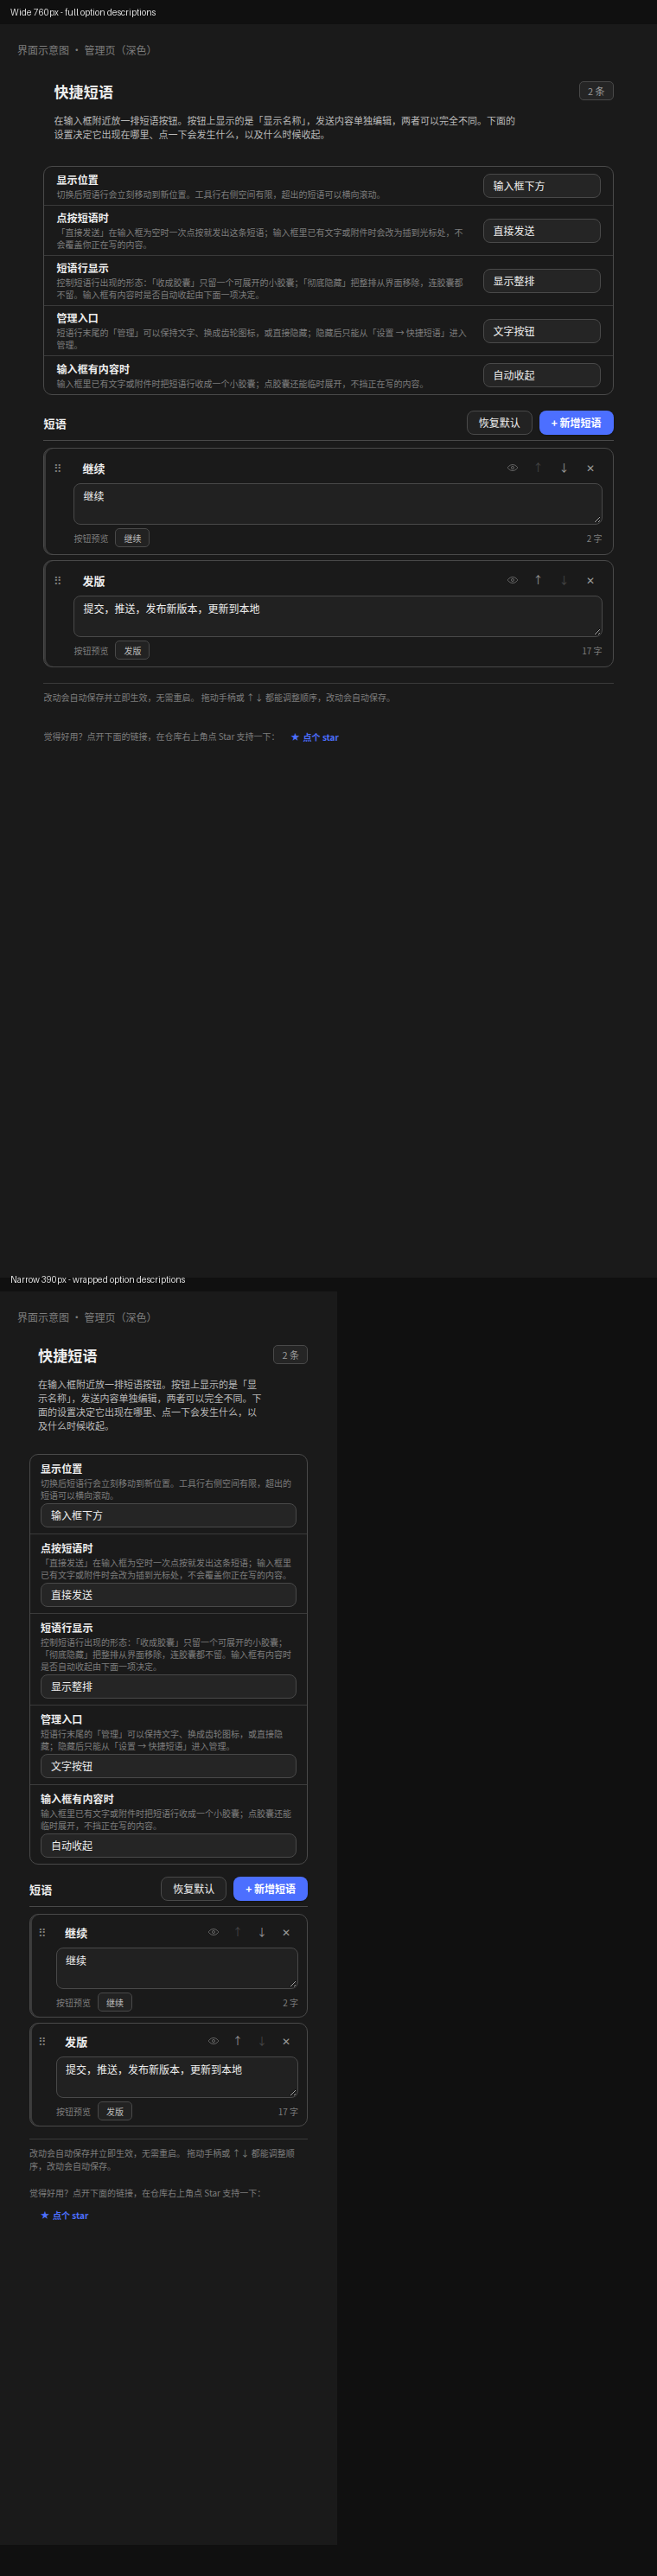 Wide 760px - full option descriptions
界面示意图 · 管理页（深色）
快捷短语
2 条
在输入框附近放一排短语按钮。按钮上显示的是「显示名称」，发送内容单独编辑，两者可以完全不同。下面的
设置决定它出现在哪里、点一下会发生什么，以及什么时候收起。
显示位置
切换后短语行会立刻移动到新位置。工具行右侧空间有限，超出的短语可以横向滚动。
输入框下方
点按短语时
「直接发送」在输入框为空时一次点按就发出这条短语；输入框里已有文字或附件时会改为插到光标处，不
会覆盖你正在写的内容。
直接发送
短语行显示
控制短语行出现的形态：「收成胶囊」只留一个可展开的小胶囊；「彻底隐藏」把整排从界面移除，连胶囊都
不留。输入框有内容时是否自动收起由下面一项决定。
显示整排
管理入口
短语行末尾的「管理」可以保持文字、换成齿轮图标，或直接隐藏；隐藏后只能从「设置 → 快捷短语」进入
管理。
文字按钮
输入框有内容时
输入框里已有文字或附件时把短语行收成一个小胶囊；点胶囊还能临时展开，不挡正在写的内容。
自动收起
短语
恢复默认
+ 新增短语
继续
↑ ↓ ×
继续
按钮预览 继续
2 字
发版
↑ ↓ ×
提交，推送，发布新版本，更新到本地
按钮预览 发版
17 字
改动会自动保存并立即生效，无需重启。 拖动手柄或 ↑ ↓ 都能调整顺序，改动会自动保存。
觉得好用？点开下面的链接，在仓库右上角点 Star 支持一下：
★ 点个 star
Narrow 390px - wrapped option descriptions
界面示意图 · 管理页（深色）
快捷短语
2 条
在输入框附近放一排短语按钮。按钮上显示的是「显
示名称」，发送内容单独编辑，两者可以完全不同。下
面的设置决定它出现在哪里、点一下会发生什么，以
及什么时候收起。
显示位置
切换后短语行会立刻移动到新位置。工具行右侧空间有限，超出的
短语可以横向滚动。
输入框下方
点按短语时
「直接发送」在输入框为空时一次点按就发出这条短语；输入框里
已有文字或附件时会改为插到光标处，不会覆盖你正在写的内容。
直接发送
短语行显示
控制短语行出现的形态：「收成胶囊」只留一个可展开的小胶囊；
「彻底隐藏」把整排从界面移除，连胶囊都不留。输入框有内容时
是否自动收起由下面一项决定。
显示整排
管理入口
短语行末尾的「管理」可以保持文字、换成齿轮图标，或直接隐
藏；隐藏后只能从「设置 → 快捷短语」进入管理。
文字按钮
输入框有内容时
输入框里已有文字或附件时把短语行收成一个小胶囊；点胶囊还能
临时展开，不挡正在写的内容。
自动收起
短语
恢复默认
+ 新增短语
继续
↑ ↓ ×
继续
按钮预览 继续
2 字
发版
↑ ↓ ×
提交，推送，发布新版本，更新到本地
按钮预览 发版
17 字
改动会自动保存并立即生效，无需重启。 拖动手柄或 ↑ ↓ 都能调整顺
序，改动会自动保存。
觉得好用？点开下面的链接，在仓库右上角点 Star 支持一下：
★ 点个 star